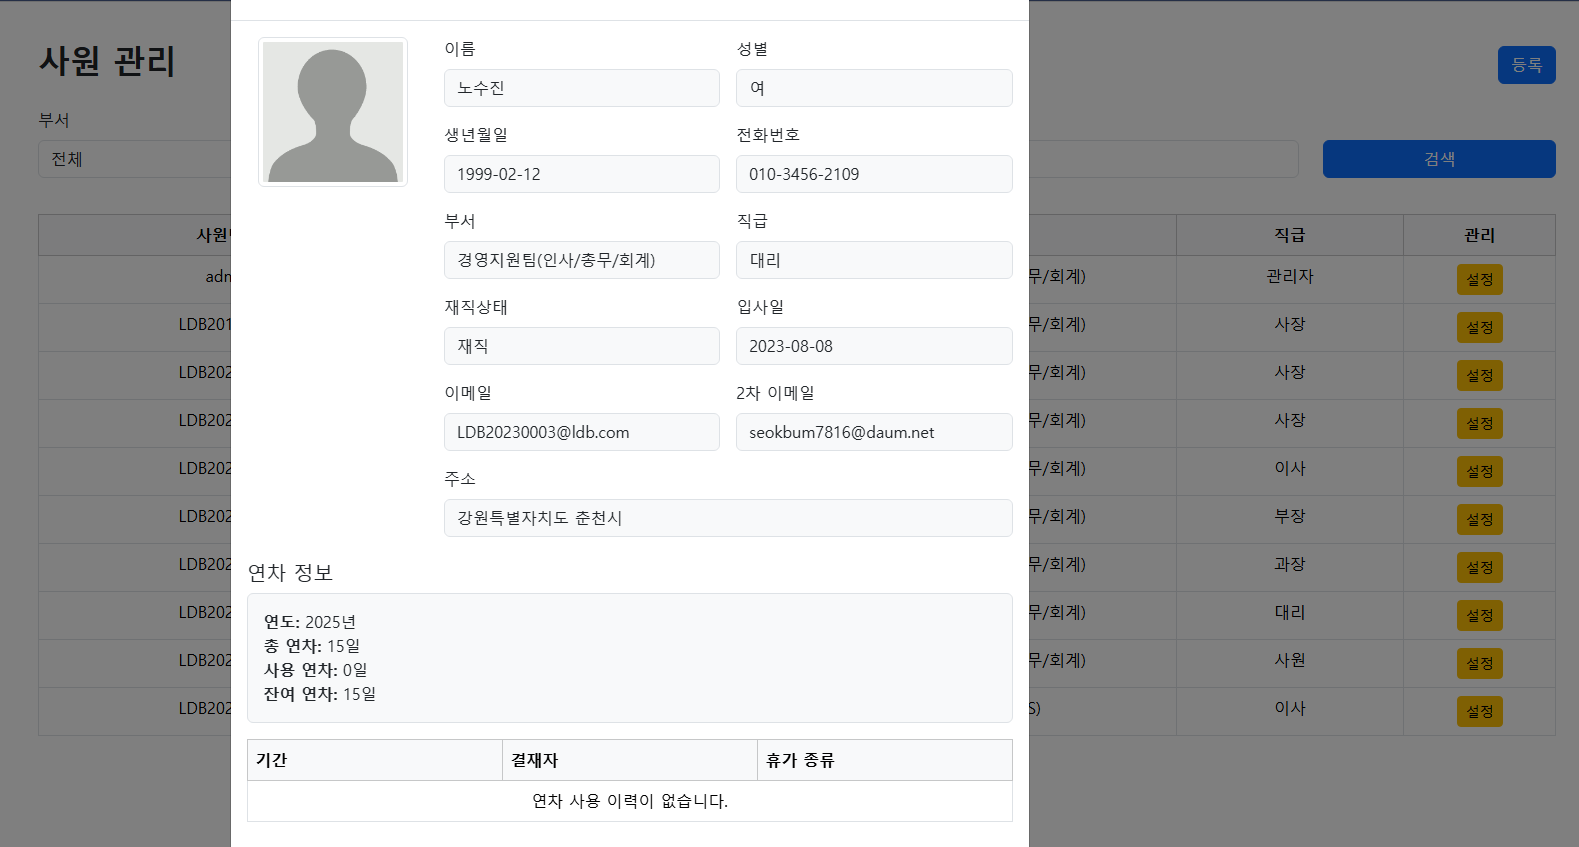 사원 관리
등록
부서
전체
검색
직급
관리
adm
무/회계)
관리자
설정
LDB201
무/회계)
사장
설정
LDB202
무/회계)
사장
설정
LDB202
무/회계)
사장
설정
LDB202
무/회계)
이사
설정
LDB202
무/회계)
부장
설정
LDB202
무/회계)
과장
설정
LDB202
무/회계)
대리
설정
LDB202
무/회계)
사원
설정
LDB202
S)
이사
설정
이름
성별
노수진
여
생년월일
전화번호
1999-02-12
010-3456-2109
부서
직급
경영지원팀(인사/총무/회계)
대리
재직상태
입사일
재직
2023-08-08
이메일
2차 이메일
LDB20230003@ldb.com
seokbum7816@daum.net
주소
강원특별자치도 춘천시
연차 정보
연도: 2025년
총 연차: 15일
사용 연차: 0일
잔여 연차: 15일
기간
결재자
휴가 종류
연차 사용 이력이 없습니다.